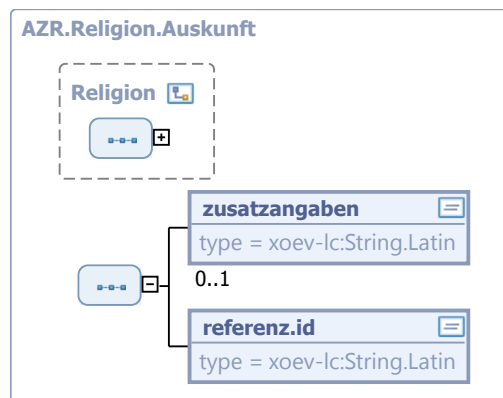 AZR.Religion.Auskunft
Religion
zusatzangaben
type = xoev-lc:String.Latin
0..1
referenz.id
type = xoev-lc:String.Latin